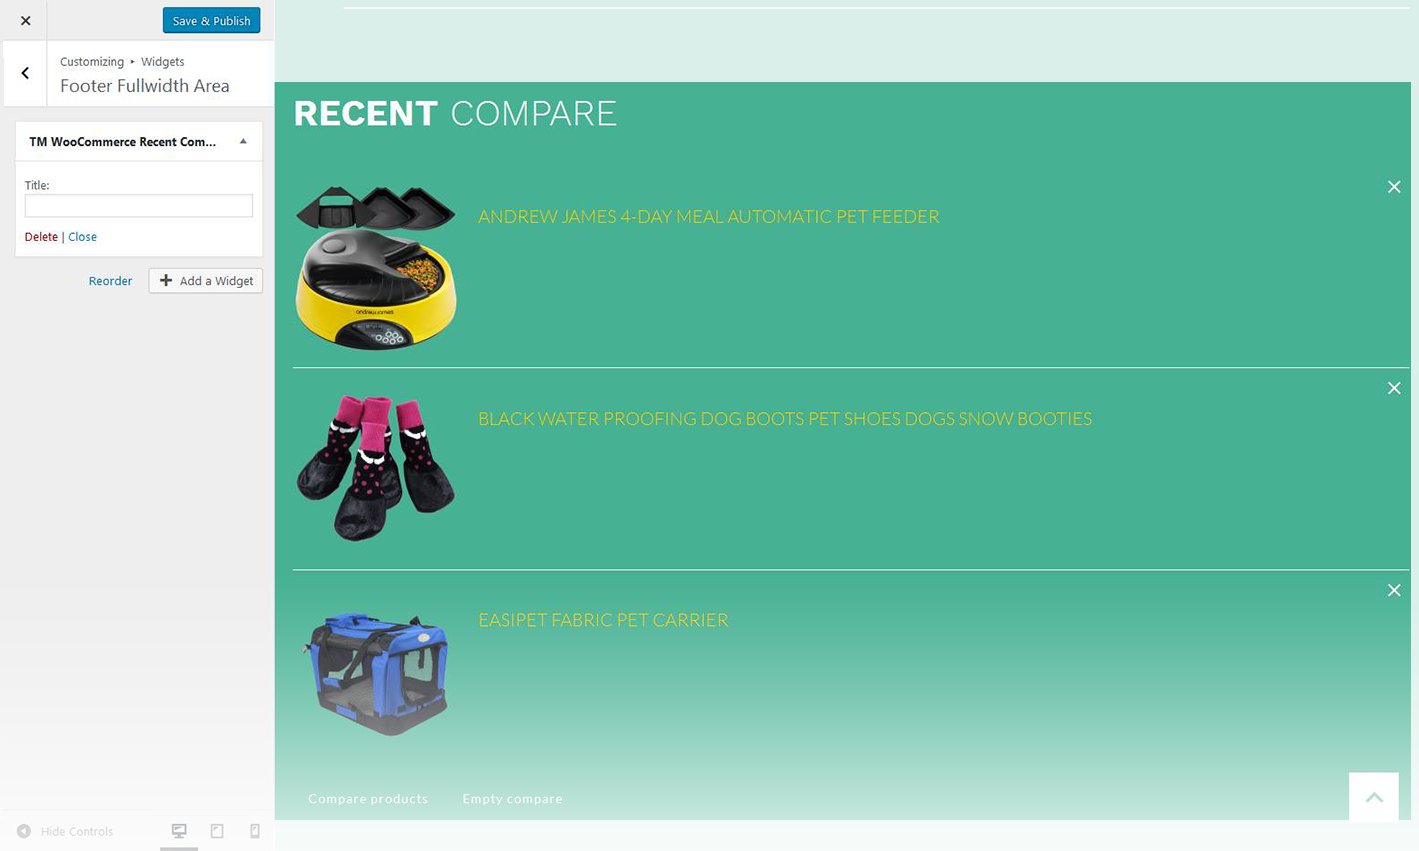 Save & Publish
Customizing ▸ Widgets
Footer Fullwidth Area
TM WooCommerce Recent Com...
Title:
Delete | Close
Reorder
Add a Widget
Hide Controls
RECENT COMPARE
ANDREW JAMES 4-DAY MEAL AUTOMATIC PET FEEDER
andrew james
BLACK WATER PROOFING DOG BOOTS PET SHOES DOGS SNOW BOOTIES
EASIPET FABRIC PET CARRIER
Compare products
Empty compare